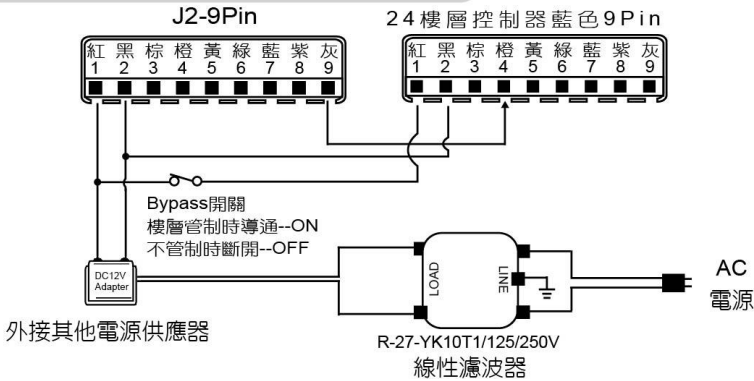 J2-9Pin
24樓層控制器藍色9Pin
紅 黑 棕 橙 黃 綠 藍 紫 灰
1 2 3 4 5 6 7 8 9
紅 黑 棕 橙 黃 綠 藍 紫 灰
1 2 3 4 5 6 7 8 9
Bypass開關
樓層管制時導通--ON
不管制時斷開--OFF
DC12V
Adapter
外接其他電源供應器
LOAD
LINE
R-27-YK10T1/125/250V
線性濾波器
AC
電源